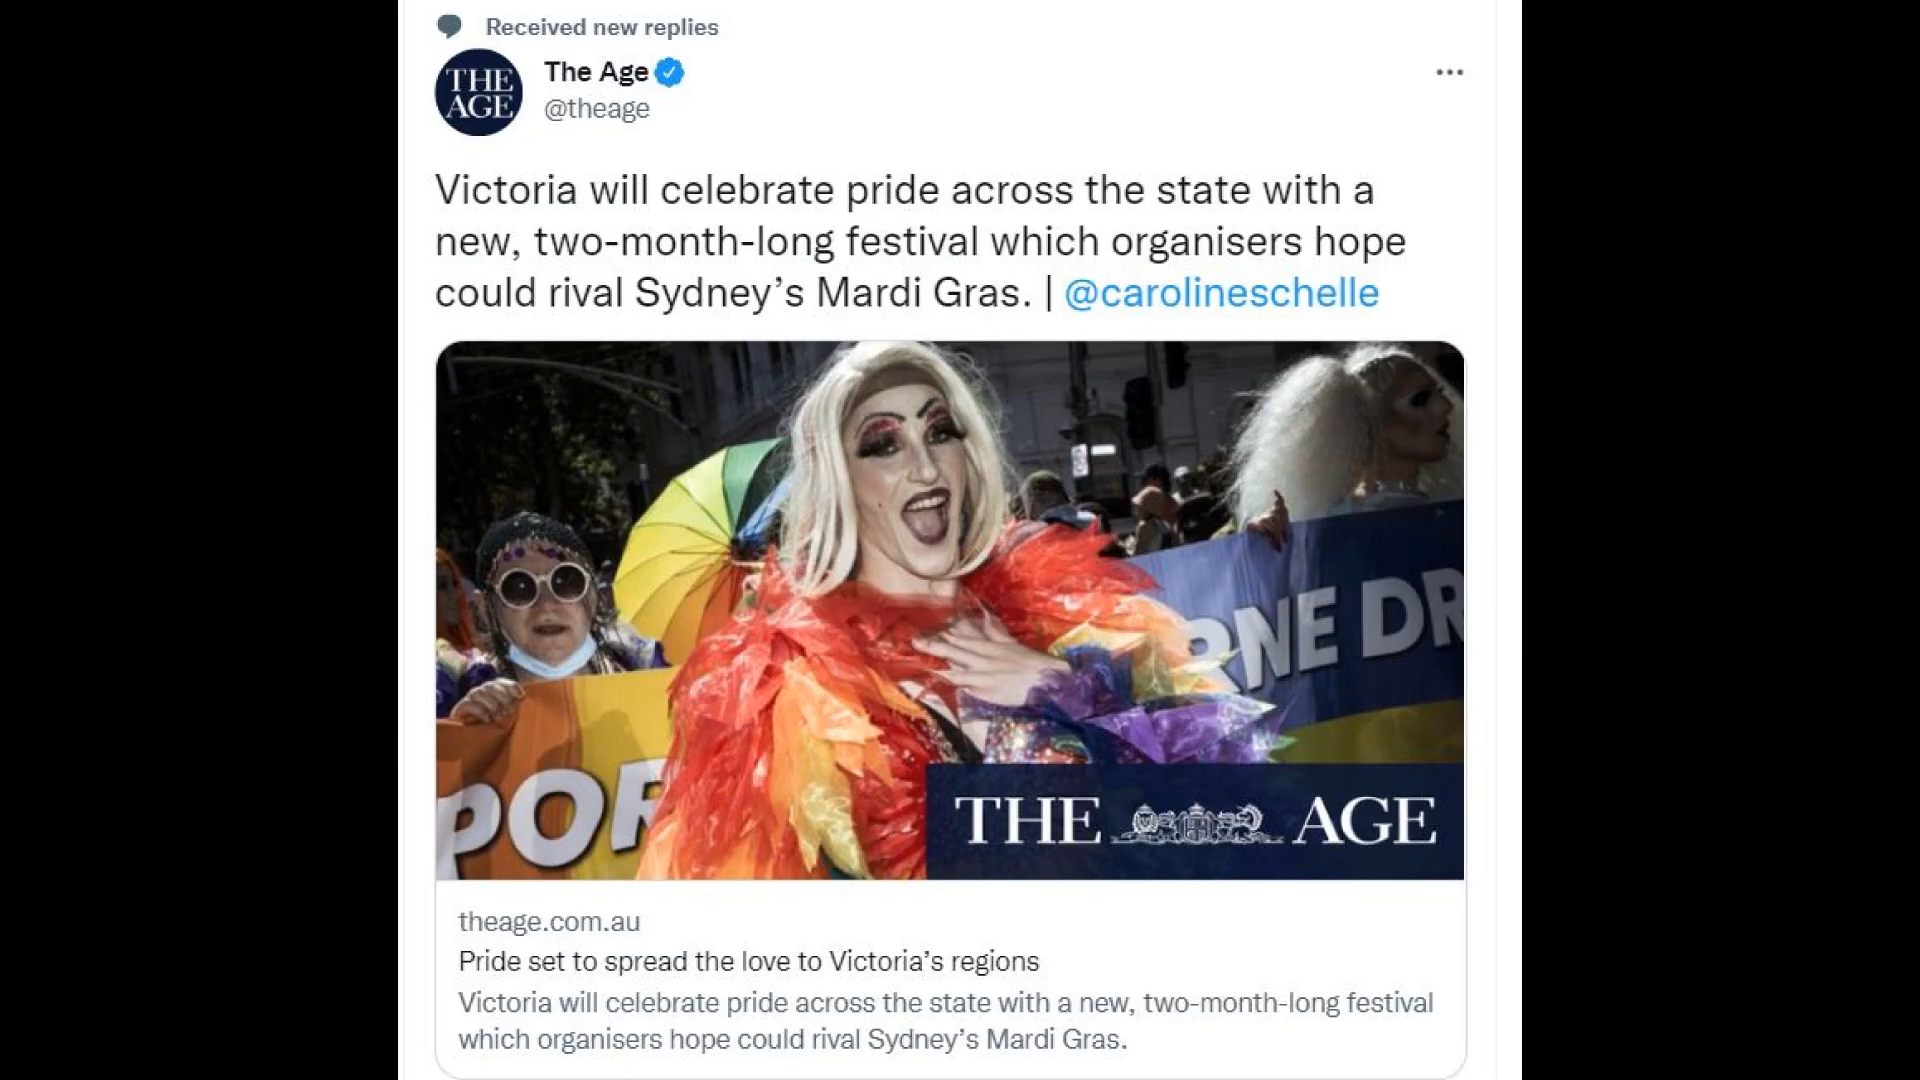 Received new replies
THE
AGE
The Age
@theage
Victoria will celebrate pride across the state with a
new, two-month-long festival which organisers hope
could rival Sydney’s Mardi Gras. | @carolineschelle
RNE DR
POR
THE AGE
theage.com.au
Pride set to spread the love to Victoria’s regions
Victoria will celebrate pride across the state with a new, two-month-long festival
which organisers hope could rival Sydney’s Mardi Gras.